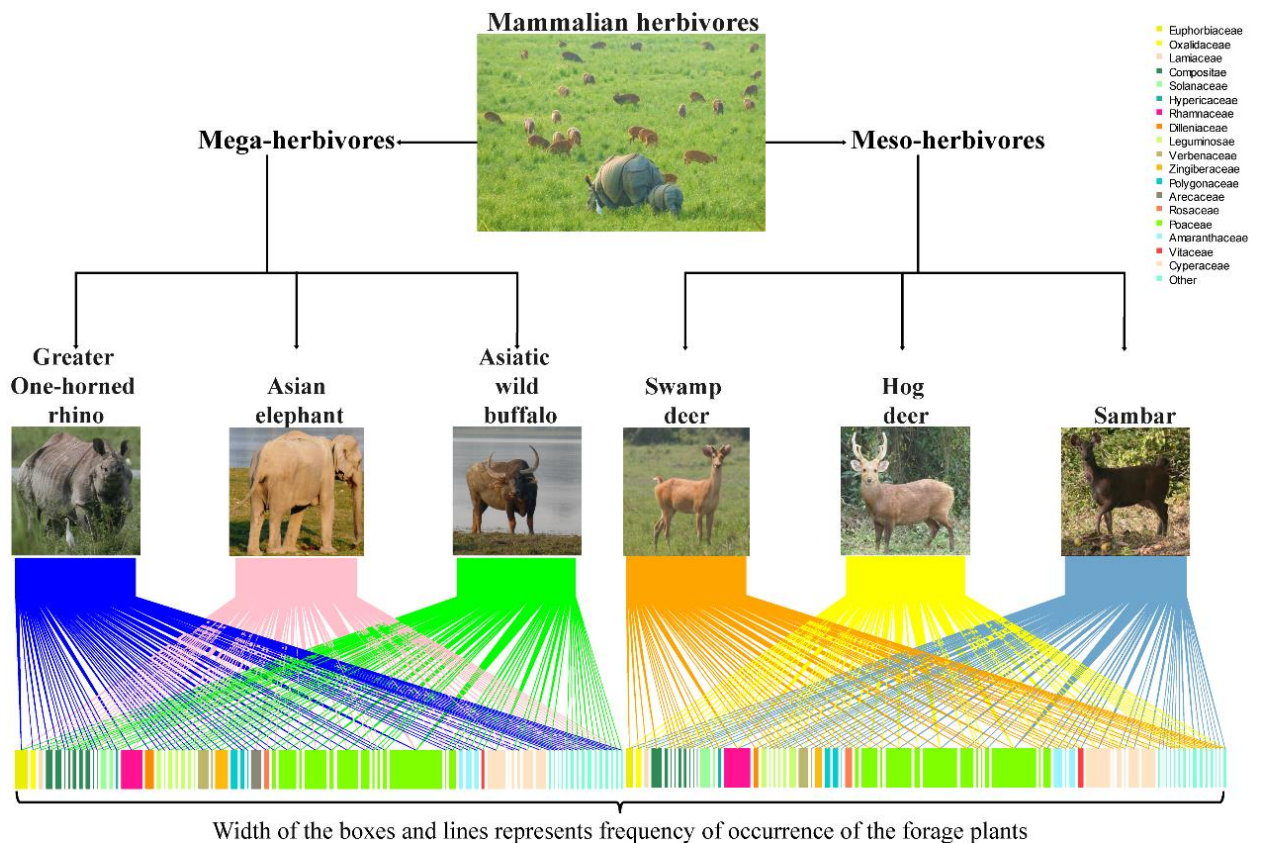 Mammalian herbivores
Mega-herbivores
Meso-herbivores
Euphorbiaceae
Oxalidaceae
Lamiaceae
Compositae
Solanaceae
Hypericaceae
Rhamnaceae
Dilleniaceae
Leguminosae
Verbenaceae
Zingiberaceae
Polygonaceae
Arecaceae
Rosaceae
Poaceae
Amaranthaceae
Vitaceae
Cyperaceae
Other
Greater
One-horned
rhino
Asian
elephant
Asiatic
wild
buffalo
Swamp
deer
Hog
deer
Sambar
Width of the boxes and lines represents frequency of occurrence of the forage plants